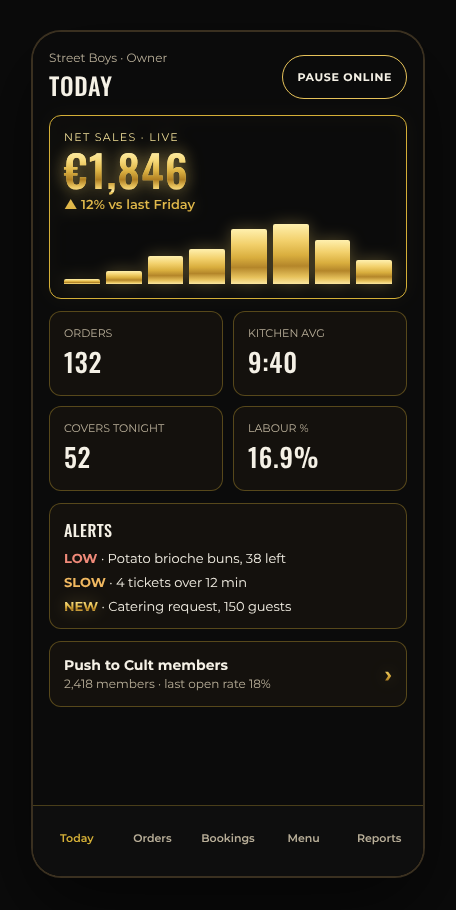 Street Boys · Owner
TODAY
PAUSE ONLINE
NET SALES · LIVE
€1,846
▲ 12% vs last Friday
ORDERS
132
KITCHEN AVG
9:40
COVERS TONIGHT
52
LABOUR %
16.9%
ALERTS
LOW · Potato brioche buns, 38 left
SLOW · 4 tickets over 12 min
NEW · Catering request, 150 guests
Push to Cult members
2,418 members · last open rate 18%
›
Today Orders Bookings Menu Reports